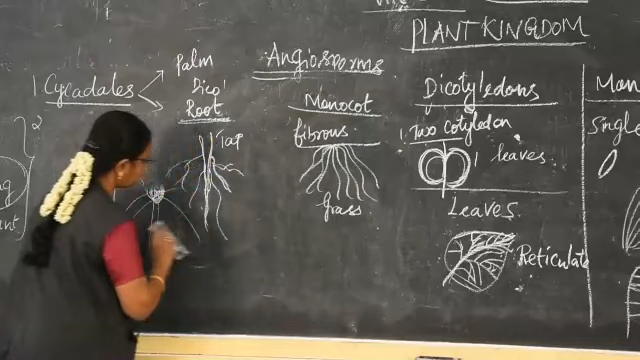 PLANT KINGDOM
Angiosperms
1 Cycadales
Palm
Dico
Root
Tap
Monocot
fibrous
grass
Dicotyledons
1. Two cotyledon
leaves
Leaves
Reticulate
Mon
Single
2